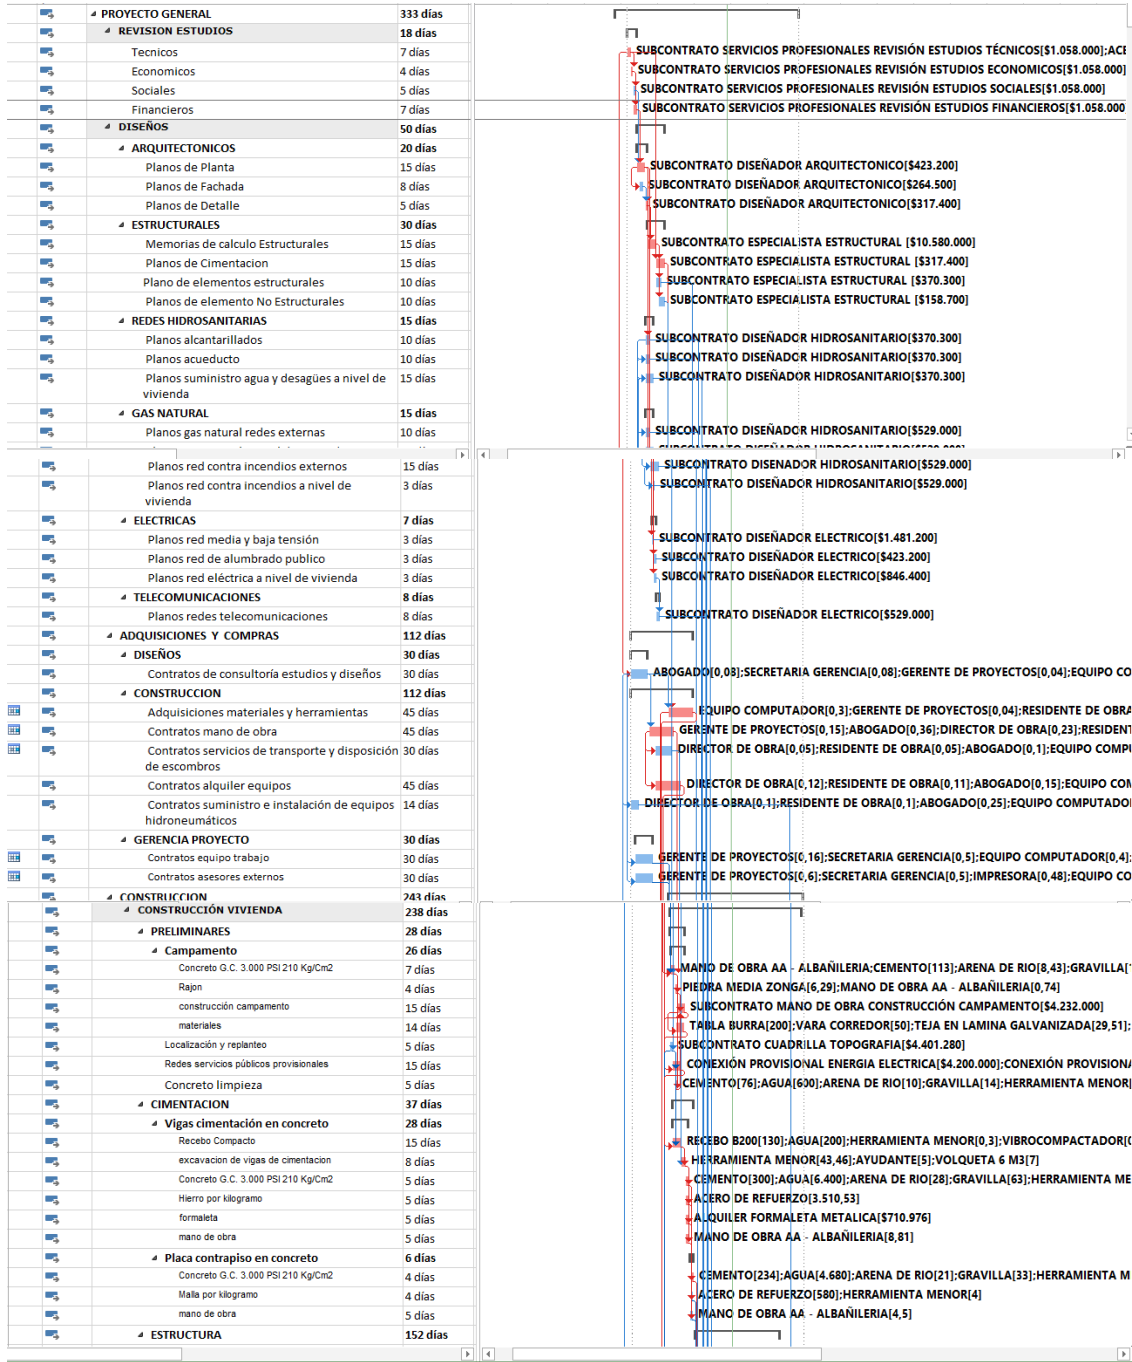 PROYECTO GENERAL 333 días
REVISION ESTUDIOS 18 días
Tecnicos 7 días SUBCONTRATO SERVICIOS PROFESIONALES REVISIÓN ESTUDIOS TÉCNICOS[$1.058.000];ACE
Economicos 4 días SUBCONTRATO SERVICIOS PROFESIONALES REVISIÓN ESTUDIOS ECONOMICOS[$1.058.000]
Sociales 5 días SUBCONTRATO SERVICIOS PROFESIONALES REVISIÓN ESTUDIOS SOCIALES[$1.058.000]
Financieros 7 días SUBCONTRATO SERVICIOS PROFESIONALES REVISIÓN ESTUDIOS FINANCIEROS[$1.058.000
DISEÑOS 50 días
ARQUITECTONICOS 20 días
Planos de Planta 15 días SUBCONTRATO DISEÑADOR ARQUITECTONICO[$423.200]
Planos de Fachada 8 días SUBCONTRATO DISEÑADOR ARQUITECTONICO[$264.500]
Planos de Detalle 5 días SUBCONTRATO DISEÑADOR ARQUITECTONICO[$317.400]
ESTRUCTURALES 30 días
Memorias de calculo Estructurales 15 días SUBCONTRATO ESPECIALISTA ESTRUCTURAL [$10.580.000]
Planos de Cimentacion 15 días SUBCONTRATO ESPECIALISTA ESTRUCTURAL [$317.400]
Plano de elementos estructurales 10 días SUBCONTRATO ESPECIALISTA ESTRUCTURAL [$370.300]
Planos de elemento No Estructurales 10 días SUBCONTRATO ESPECIALISTA ESTRUCTURAL [$158.700]
REDES HIDROSANITARIAS 15 días
Planos alcantarillados 10 días SUBCONTRATO DISEÑADOR HIDROSANITARIO[$370.300]
Planos acueducto 10 días SUBCONTRATO DISEÑADOR HIDROSANITARIO[$370.300]
Planos suministro agua y desagües a nivel de 15 días SUBCONTRATO DISEÑADOR HIDROSANITARIO[$370.300]
vivienda
GAS NATURAL 15 días
Planos gas natural redes externas 10 días SUBCONTRATO DISEÑADOR HIDROSANITARIO[$529.000]
Planos red contra incendios externos 15 días SUBCONTRATO DISEÑADOR HIDROSANITARIO[$529.000]
Planos red contra incendios a nivel de 3 días SUBCONTRATO DISEÑADOR HIDROSANITARIO[$529.000]
vivienda
ELECTRICAS 7 días
Planos red media y baja tensión 3 días SUBCONTRATO DISEÑADOR ELECTRICO[$1.481.200]
Planos red de alumbrado publico 3 días SUBCONTRATO DISEÑADOR ELECTRICO[$423.200]
Planos red eléctrica a nivel de vivienda 3 días SUBCONTRATO DISEÑADOR ELECTRICO[$846.400]
TELECOMUNICACIONES 8 días
Planos redes telecomunicaciones 8 días SUBCONTRATO DISEÑADOR ELECTRICO[$529.000]
ADQUISICIONES Y COMPRAS 112 días
DISEÑOS 30 días
Contratos de consultoría estudios y diseños 30 días ABOGADO[0,08];SECRETARIA GERENCIA[0,08];GERENTE DE PROYECTOS[0,04];EQUIPO CO
CONSTRUCCION 112 días
Adquisiciones materiales y herramientas 45 días EQUIPO COMPUTADOR[0,3];GERENTE DE PROYECTOS[0,04];RESIDENTE DE OBRA
Contratos mano de obra 45 días GERENTE DE PROYECTOS[0,15];ABOGADO[0,36];DIRECTOR DE OBRA[0,23];RESIDENT
Contratos servicios de transporte y disposición 30 días DIRECTOR DE OBRA[0,05];RESIDENTE DE OBRA[0,05];ABOGADO[0,1];EQUIPO COMPU
de escombros
Contratos alquiler equipos 45 días DIRECTOR DE OBRA[0,12];RESIDENTE DE OBRA[0,11];ABOGADO[0,15];EQUIPO COM
Contratos suministro e instalación de equipos 14 días DIRECTOR DE OBRA[0,1];RESIDENTE DE OBRA[0,1];ABOGADO[0,25];EQUIPO COMPUTADO
hidroneumáticos
GERENCIA PROYECTO 30 días
Contratos equipo trabajo 30 días GERENTE DE PROYECTOS[0,16];SECRETARIA GERENCIA[0,5];EQUIPO COMPUTADOR[0,4];
Contratos asesores externos 30 días GERENTE DE PROYECTOS[0,6];SECRETARIA GERENCIA[0,5];IMPRESORA[0,48];EQUIPO CO
CONSTRUCCION 243 días
CONSTRUCCIÓN VIVIENDA 238 días
PRELIMINARES 28 días
Campamento 26 días
Concreto G.C. 3.000 PSI 210 Kg/Cm2 7 días MANO DE OBRA AA - ALBAÑILERIA;CEMENTO[113];ARENA DE RIO[8,43];GRAVILLA[1
Rajon 4 días PIEDRA MEDIA ZONGA[6,29];MANO DE OBRA AA - ALBAÑILERIA[0,74]
construcción campamento 15 días SUBCONTRATO MANO DE OBRA CONSTRUCCIÓN CAMPAMENTO[$4.232.000]
materiales 14 días TABLA BURRA[200];VARA CORREDOR[50];TEJA EN LAMINA GALVANIZADA[29,51];
Localización y replanteo 5 días SUBCONTRATO CUADRILLA TOPOGRAFIA[$4.401.280]
Redes servicios públicos provisionales 15 días CONEXIÓN PROVISIONAL ENERGIA ELECTRICA[$4.200.000];CONEXIÓN PROVISIONA
Concreto limpieza 5 días CEMENTO[76];AGUA[600];ARENA DE RIO[10];GRAVILLA[14];HERRAMIENTA MENOR[
CIMENTACION 37 días
Vigas cimentación en concreto 28 días
Recebo Compacto 15 días RECEBO B200[130];AGUA[200];HERRAMIENTA MENOR[0,3];VIBROCOMPACTADOR[0
excavacion de vigas de cimentacion 8 días HERRAMIENTA MENOR[43,46];AYUDANTE[5];VOLQUETA 6 M3[7]
Concreto G.C. 3.000 PSI 210 Kg/Cm2 5 días CEMENTO[300];AGUA[6.400];ARENA DE RIO[28];GRAVILLA[63];HERRAMIENTA ME
Hierro por kilogramo 5 días ACERO DE REFUERZO[3.510,53]
formaleta 5 días ALQUILER FORMALETA METALICA[$710.976]
mano de obra 5 días MANO DE OBRA AA - ALBAÑILERIA[8,81]
Placa contrapiso en concreto 6 días
Concreto G.C. 3.000 PSI 210 Kg/Cm2 4 días CEMENTO[234];AGUA[4.680];ARENA DE RIO[21];GRAVILLA[33];HERRAMIENTA M
Malla por kilogramo 4 días ACERO DE REFUERZO[580];HERRAMIENTA MENOR[4]
mano de obra 5 días MANO DE OBRA AA - ALBAÑILERIA[4,5]
ESTRUCTURA 152 días